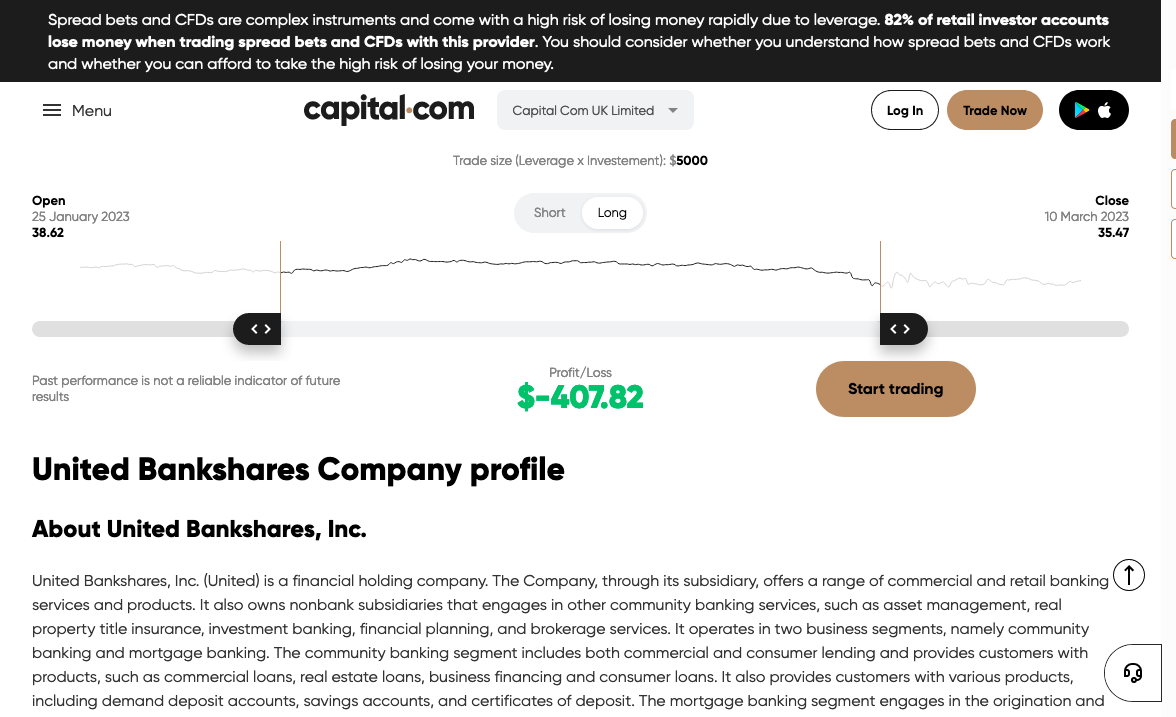 Spread bets and CFDs are complex instruments and come with a high risk of losing money rapidly due to leverage. 82% of retail investor accounts
lose money when trading spread bets and CFDs with this provider. You should consider whether you understand how spread bets and CFDs work
and whether you can afford to take the high risk of losing your money.
Menu
capital.com
Capital Com UK Limited
Log In
Trade Now
Trade size (Leverage x Investement): $5000
Open
25 January 2023
38.62
Short
Long
Close
10 March 2023
35.47
Past performance is not a reliable indicator of future
results
Profit/Loss
$-407.82
Start trading
United Bankshares Company profile
About United Bankshares, Inc.
United Bankshares, Inc. (United) is a financial holding company. The Company, through its subsidiary, offers a range of commercial and retail banking
services and products. It also owns nonbank subsidiaries that engages in other community banking services, such as asset management, real
property title insurance, investment banking, financial planning, and brokerage services. It operates in two business segments, namely community
banking and mortgage banking. The community banking segment includes both commercial and consumer lending and provides customers with
products, such as commercial loans, real estate loans, business financing and consumer loans. It also provides customers with various products,
including demand deposit accounts, savings accounts, and certificates of deposit. The mortgage banking segment engages in the origination and